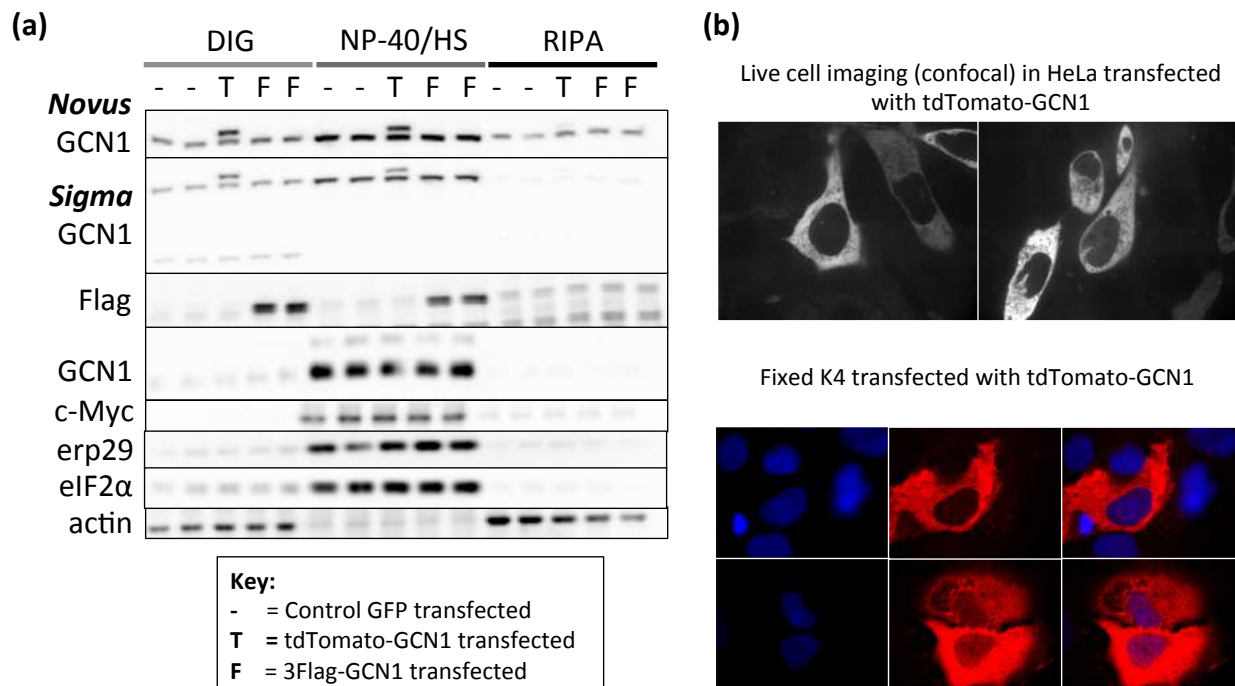 (a)
DIG NP-40/HS RIPA
- - T F F - - T F F - - T F F
Novus
GCN1
Sigma
GCN1
Flag
GCN1
c-Myc
erp29
eIF2α
actin
Key:
- = Control GFP transfected
T = tdTomato-GCN1 transfected
F = 3Flag-GCN1 transfected
(b)
Live cell imaging (confocal) in HeLa transfected
with tdTomato-GCN1
Fixed K4 transfected with tdTomato-GCN1